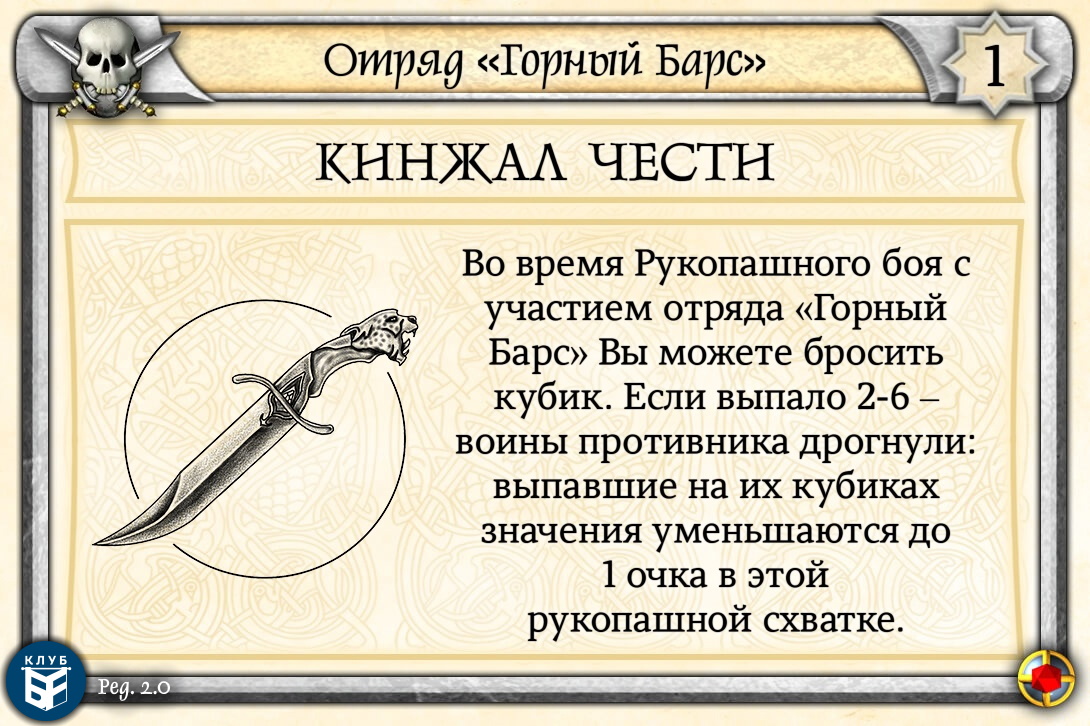 Отряд «Горный Барс»
1
КИНЖАЛ ЧЕСТИ
Во время Рукопашного боя с
участием отряда «Горный
Барс» Вы можете бросить
кубик. Если выпало 2-6 –
воины противника дрогнули:
выпавшие на их кубиках
значения уменьшаются до
1 очка в этой
рукопашной схватке.
КЛУБ
Ред. 2.0